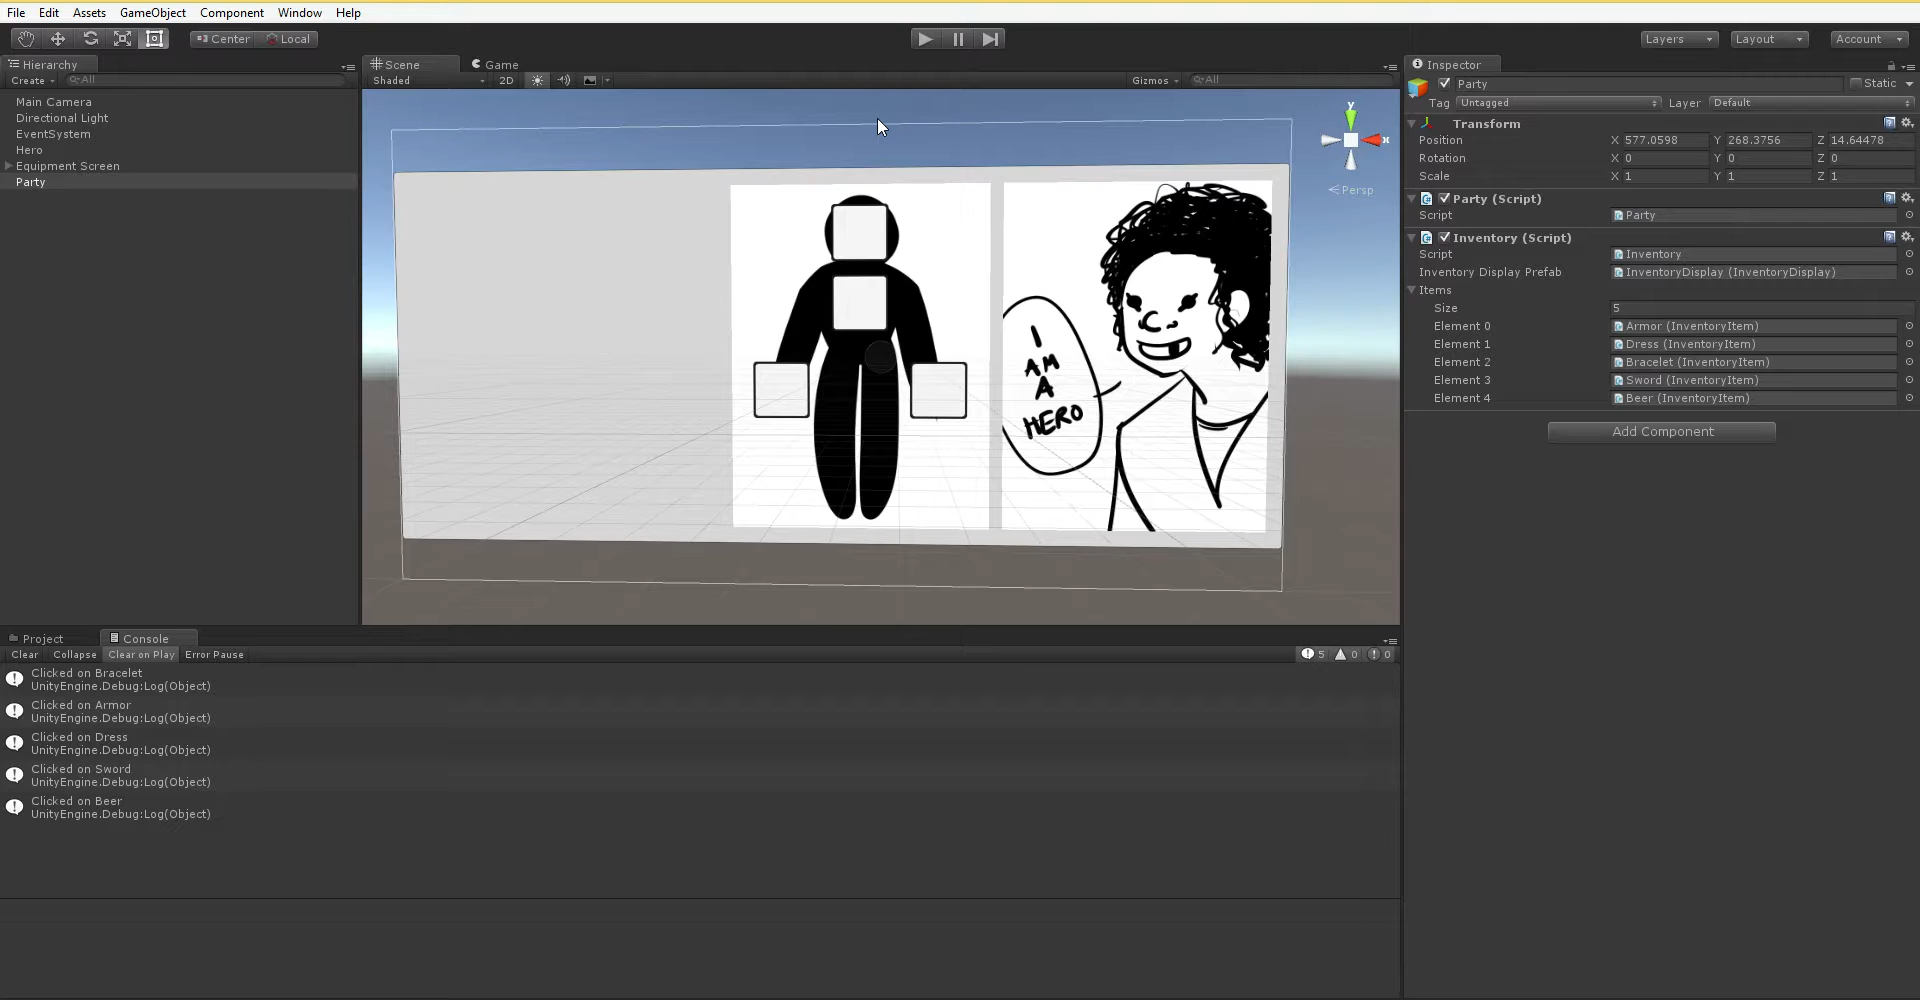 File Edit Assets GameObject Component Window Help
Center Local
Layers Layout Account
Hierarchy
Create All
Main Camera
Directional Light
EventSystem
Hero
Equipment Screen
Party
Scene Game
Shaded 2D Gizmos All
y
x
Persp
I
AM
A
HERO
Inspector
Party Static
Tag Untagged Layer Default
Transform
Position X 577.0598 Y 268.3756 Z 14.64478
Rotation X 0 Y 0 Z 0
Scale X 1 Y 1 Z 1
Party (Script)
Script Party
Inventory (Script)
Script Inventory
Inventory Display Prefab InventoryDisplay (InventoryDisplay)
Items
Size 5
Element 0 Armor (InventoryItem)
Element 1 Dress (InventoryItem)
Element 2 Bracelet (InventoryItem)
Element 3 Sword (InventoryItem)
Element 4 Beer (InventoryItem)
Add Component
Project Console
Clear Collapse Clear on Play Error Pause 5 0 0
Clicked on Bracelet
UnityEngine.Debug:Log(Object)
Clicked on Armor
UnityEngine.Debug:Log(Object)
Clicked on Dress
UnityEngine.Debug:Log(Object)
Clicked on Sword
UnityEngine.Debug:Log(Object)
Clicked on Beer
UnityEngine.Debug:Log(Object)